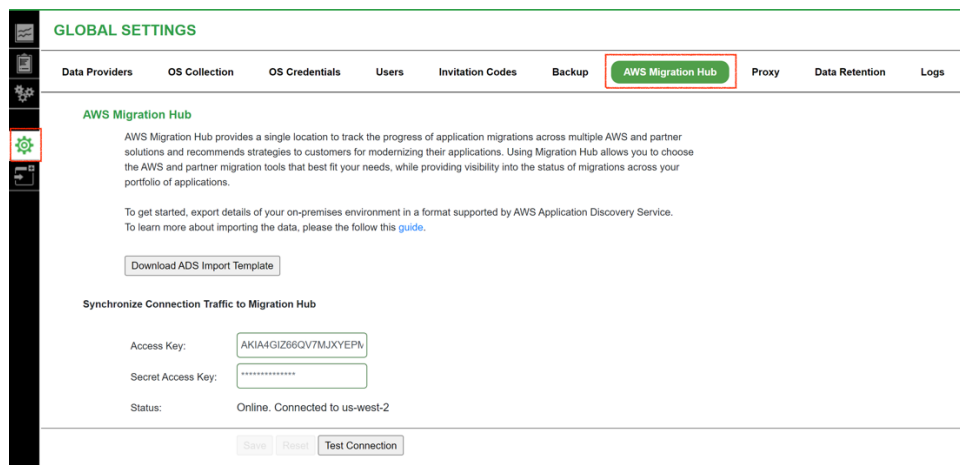 GLOBAL SETTINGS
Data Providers OS Collection OS Credentials Users Invitation Codes Backup AWS Migration Hub Proxy Data Retention Logs
AWS Migration Hub
AWS Migration Hub provides a single location to track the progress of application migrations across multiple AWS and partner
solutions and recommends strategies to customers for modernizing their applications. Using Migration Hub allows you to choose
the AWS and partner migration tools that best fit your needs, while providing visibility into the status of migrations across your
portfolio of applications.
To get started, export details of your on-premises environment in a format supported by AWS Application Discovery Service.
To learn more about importing the data, please the follow this guide.
Download ADS Import Template
Synchronize Connection Traffic to Migration Hub
Access Key: AKIA4GIZ66QV7MJXYEPM
Secret Access Key: **************
Status: Online. Connected to us-west-2
Save Reset Test Connection